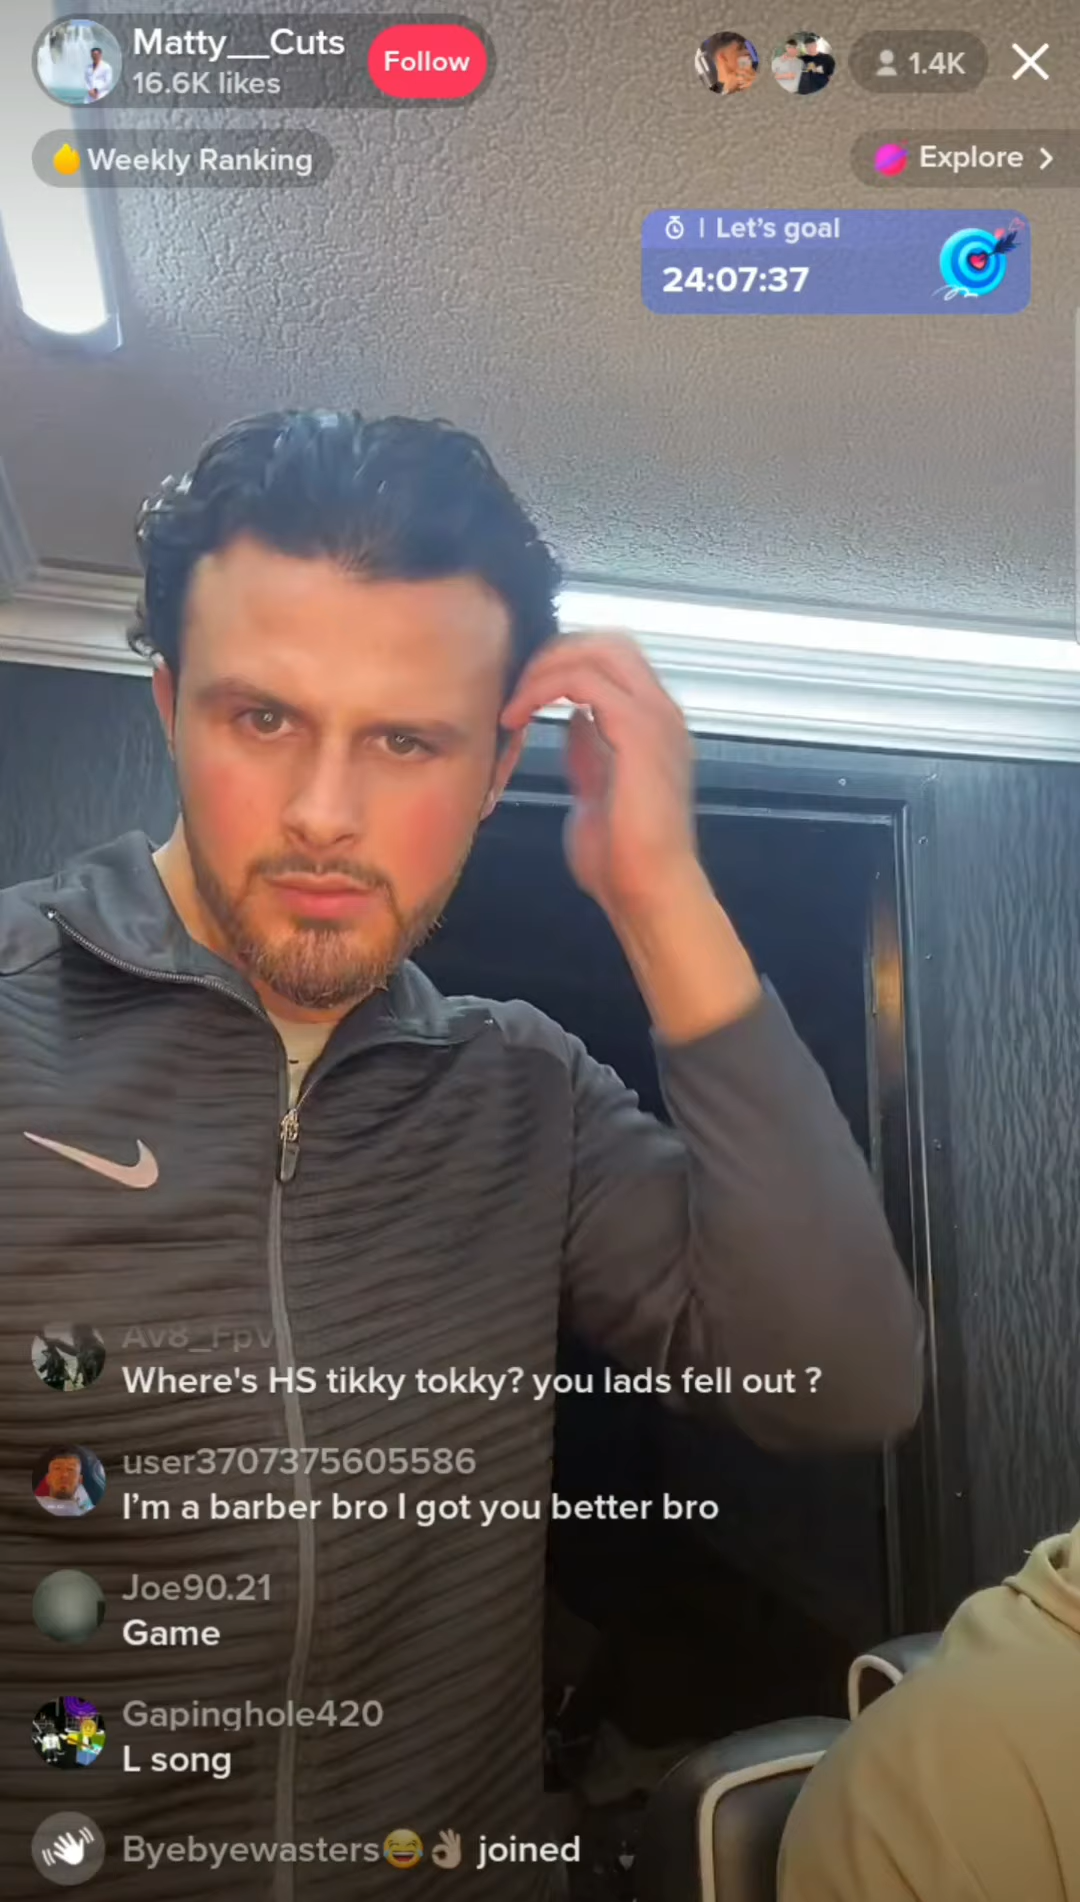 Matty__Cuts
16.6K likes
Follow
1.4K
Weekly Ranking
Explore
Let's goal
24:07:37
Av8_FpV
Where's HS tikky tokky? you lads fell out ?
user3707375605586
I'm a barber bro I got you better bro
Joe90.21
Game
Gapinghole420
L song
Byebyewasters😂👌🏼 joined